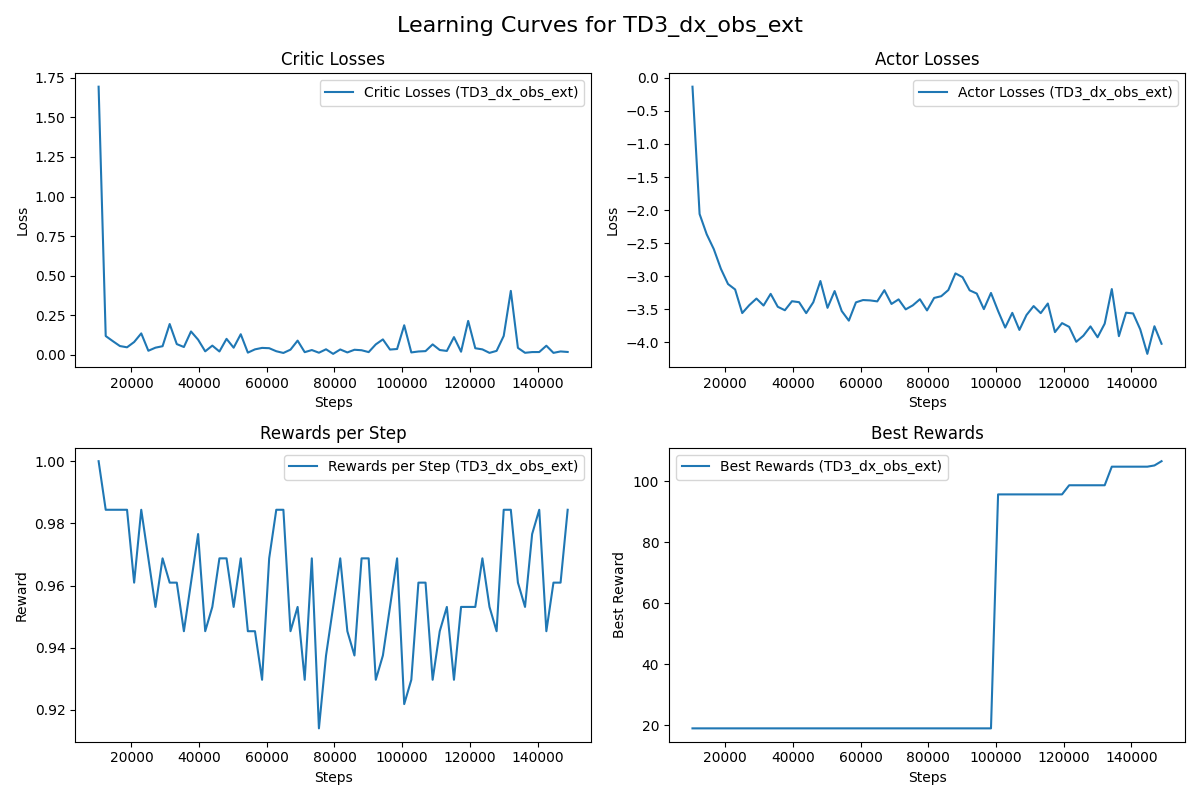 Learning Curves for TD3_dx_obs_ext
Critic Losses
Critic Losses (TD3_dx_obs_ext)
1.75
1.50
1.25
1.00
0.75
0.50
0.25
0.00
Loss
20000 40000 60000 80000 100000 120000 140000
Steps
Actor Losses
Actor Losses (TD3_dx_obs_ext)
0.0
−0.5
−1.0
−1.5
−2.0
−2.5
−3.0
−3.5
−4.0
Loss
20000 40000 60000 80000 100000 120000 140000
Steps
Rewards per Step
Rewards per Step (TD3_dx_obs_ext)
1.00
0.98
0.96
0.94
0.92
Reward
20000 40000 60000 80000 100000 120000 140000
Steps
Best Rewards
Best Rewards (TD3_dx_obs_ext)
100
80
60
40
20
Best Reward
20000 40000 60000 80000 100000 120000 140000
Steps